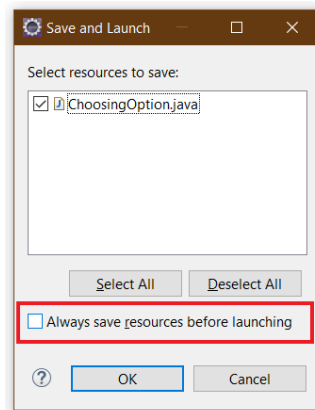 Save and Launch
Select resources to save:
ChoosingOption.java
Select All Deselect All
Always save resources before launching
OK Cancel